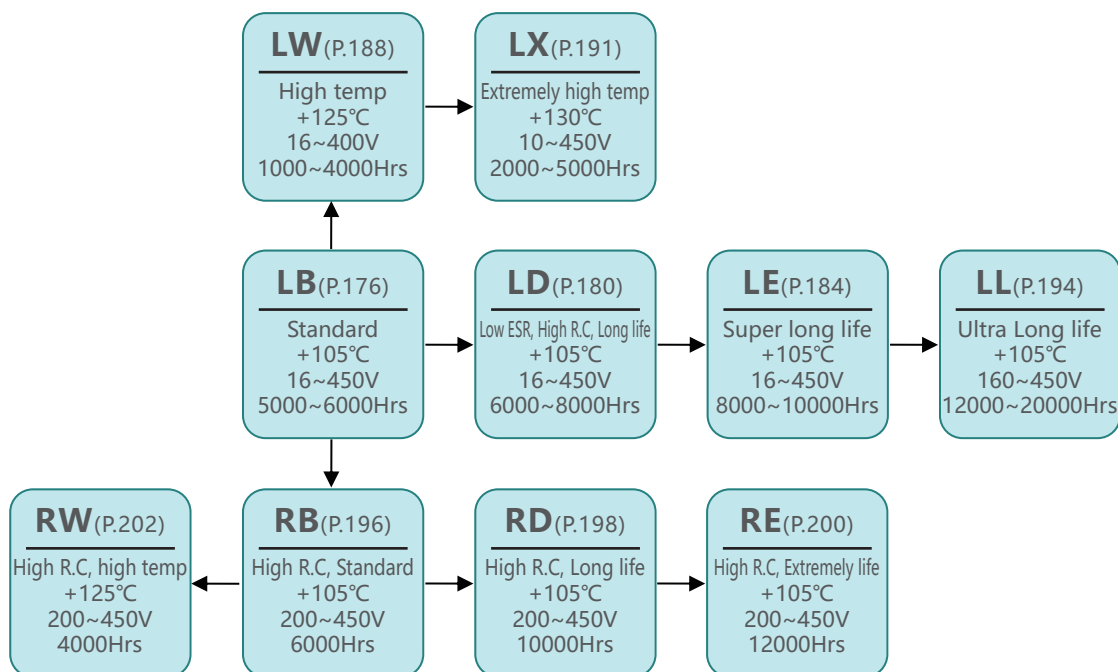 LW(P.188)
High temp
+125℃
16~400V
1000~4000Hrs
LX(P.191)
Extremely high temp
+130℃
10~450V
2000~5000Hrs
LB(P.176)
Standard
+105℃
16~450V
5000~6000Hrs
LD(P.180)
Low ESR, High R.C, Long life
+105℃
16~450V
6000~8000Hrs
LE(P.184)
Super long life
+105℃
16~450V
8000~10000Hrs
LL(P.194)
Ultra Long life
+105℃
160~450V
12000~20000Hrs
RW(P.202)
High R.C, high temp
+125℃
200~450V
4000Hrs
RB(P.196)
High R.C, Standard
+105℃
200~450V
6000Hrs
RD(P.198)
High R.C, Long life
+105℃
200~450V
10000Hrs
RE(P.200)
High R.C, Extremely life
+105℃
200~450V
12000Hrs